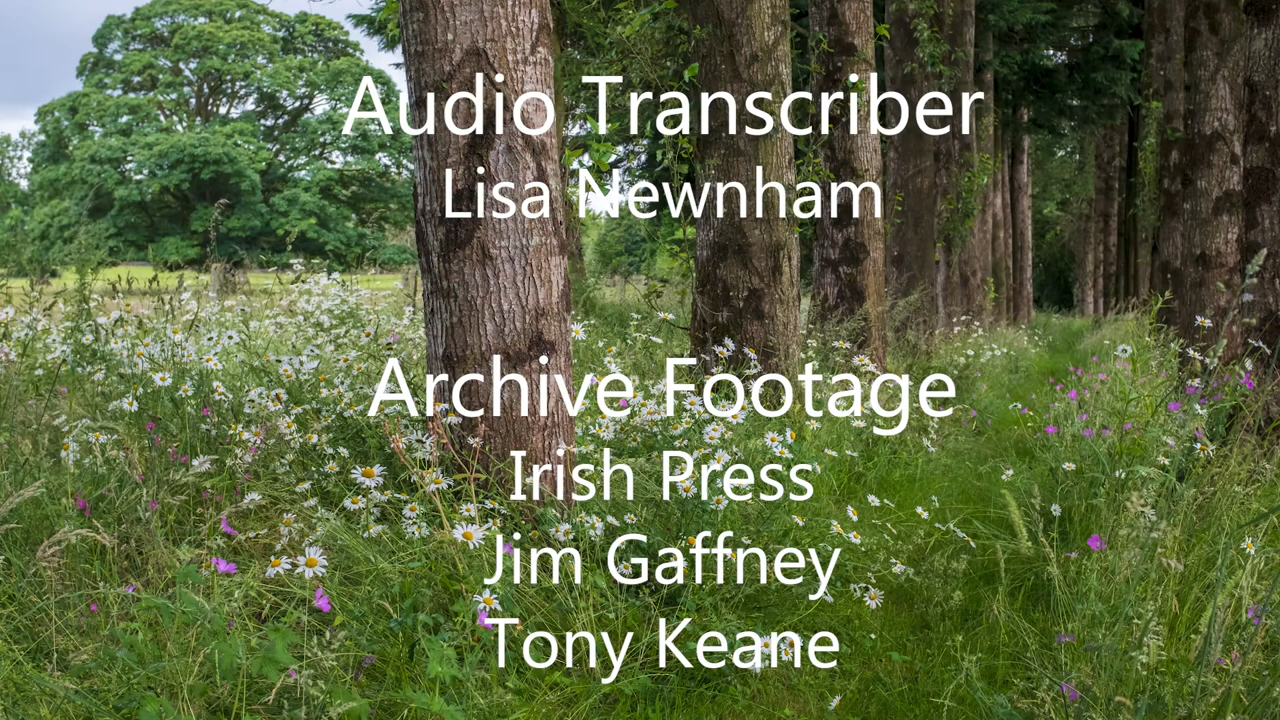 Audio Transcriber
Lisa Newnham
Archive Footage
Irish Press
Jim Gaffney
Tony Keane